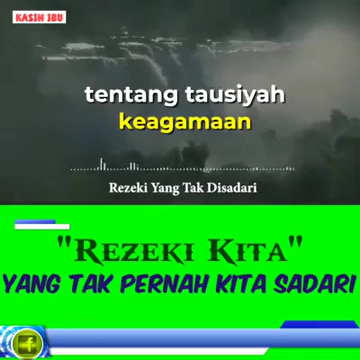 KASIH IBU
tentang tausiyah
keagamaan
Rezeki Yang Tak Disadari
"REZEKI KITA"
YANG TAK PERNAH KITA SADARI
f